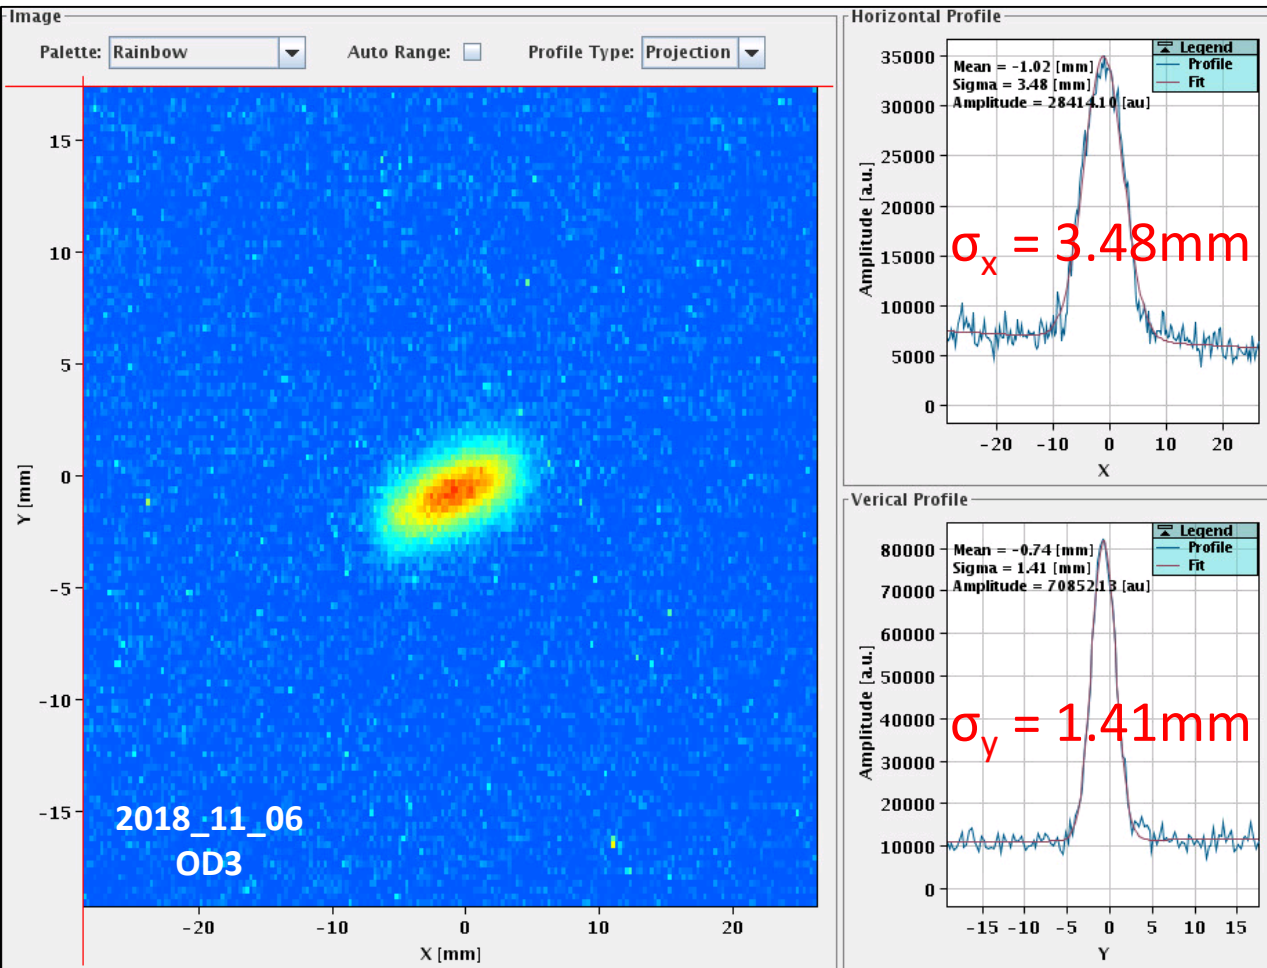 Image
Palette: Rainbow Auto Range: Profile Type: Projection
15
10
5
0
-5
-10
-15
Y [mm]
2018_11_06
OD3
-20 -10 0 10 20
X [mm]
Horizontal Profile
Legend
Profile
Fit
Mean = -1.02 [mm]
Sigma = 3.48 [mm]
Amplitude = 28414.10 [au]
35000
30000
25000
20000
15000
10000
5000
0
Amplitude [a.u.]
σx = 3.48mm
-20 -10 0 10 20
X
Verical Profile
Legend
Profile
Fit
Mean = -0.74 [mm]
Sigma = 1.41 [mm]
Amplitude = 70852.13 [au]
80000
70000
60000
50000
40000
30000
20000
10000
0
Amplitude [a.u.]
σy = 1.41mm
-15 -10 -5 0 5 10 15
Y